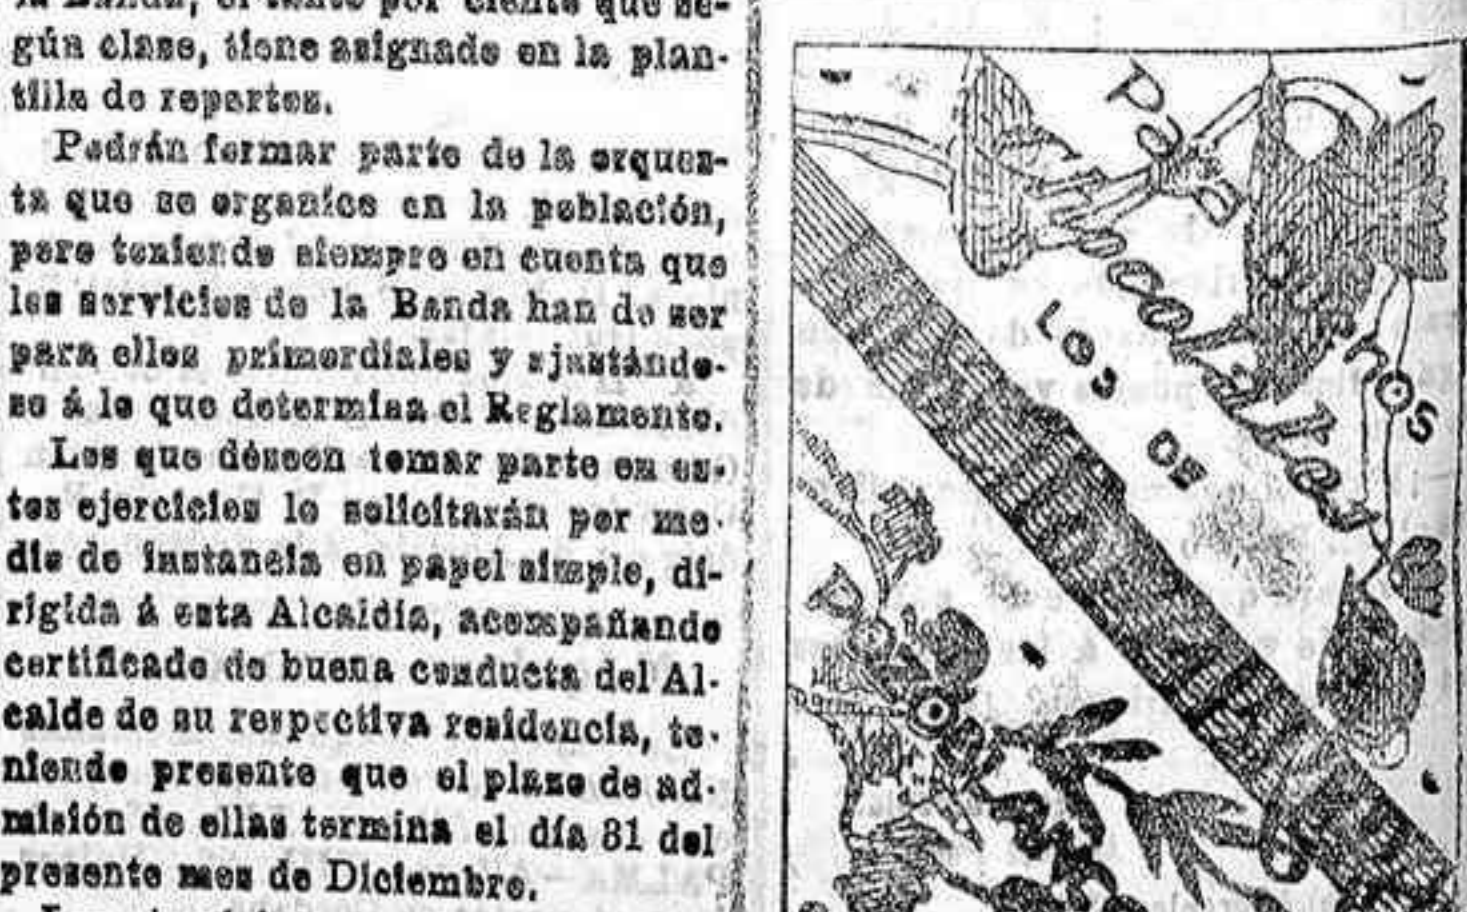 la Banda, el tanto por ciento que se-
gún clase, tiene asignado en la plan-
tilla de repartes.
Podrán formar parte de la orques-
ta que se organice en la población,
pero teniendo siempre en cuenta que
los servicios de la Banda han de ser
para ellos primordiales y ajustándo-
se á lo que determina el Reglamento.
Los que déseen tomar parte en es-
tos ejercicios lo solicitarán por me-
dio de instancia en papel simple, di-
rigida á esta Alcaldía, acompañando
certificado de buena conducta del Al-
calde de su respectiva residencia, te-
niendo presente que el plazo de ad-
misión de ellas termina el día 31 del
presente mes de Diciembre.
Para
LOS DE